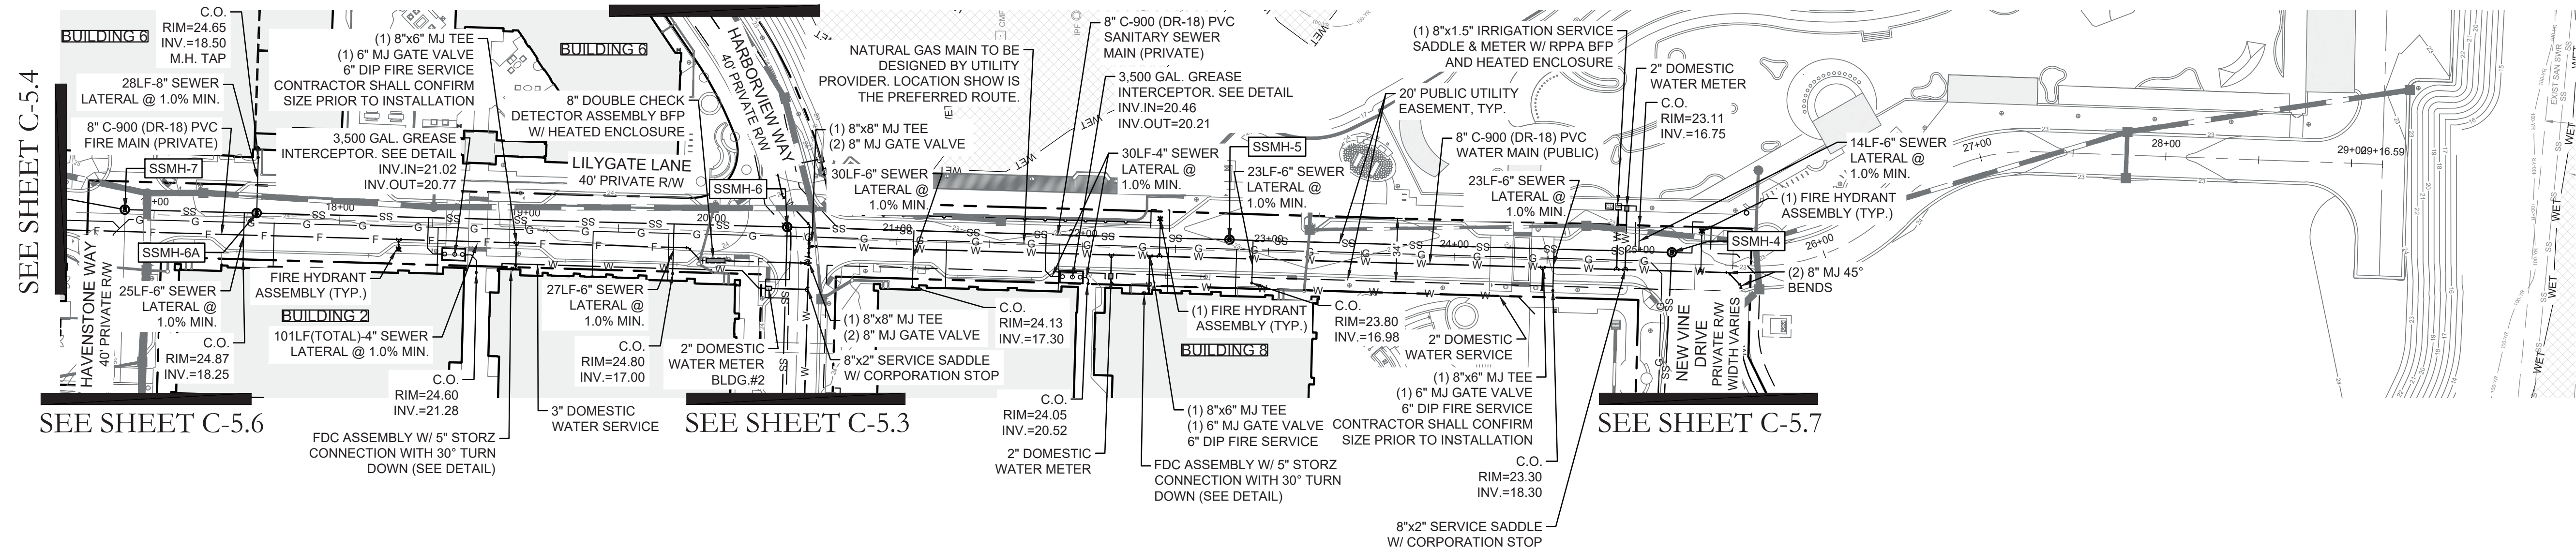 C.O.
RIM=24.65
INV.=18.50
M.H. TAP
BUILDING 6
28LF-8" SEWER
LATERAL @ 1.0% MIN.
8" C-900 (DR-18) PVC
FIRE MAIN (PRIVATE)
SSMH-7
SEE SHEET C-5.4
(1) 8"x6" MJ TEE
(1) 6" MJ GATE VALVE
6" DIP FIRE SERVICE
CONTRACTOR SHALL CONFIRM
SIZE PRIOR TO INSTALLATION
3,500 GAL. GREASE
INTERCEPTOR. SEE DETAIL
INV.IN=21.02
INV.OUT=20.77
BUILDING 6
8" DOUBLE CHECK
DETECTOR ASSEMBLY BFP
W/ HEATED ENCLOSURE
LILYGATE LANE
40' PRIVATE R/W
SSMH-6
HARBORVIEW WAY
40' PRIVATE R/W
NATURAL GAS MAIN TO BE
DESIGNED BY UTILITY
PROVIDER. LOCATION SHOW IS
THE PREFERRED ROUTE.
(1) 8"x8" MJ TEE
(2) 8" MJ GATE VALVE
30LF-6" SEWER
LATERAL @
1.0% MIN.
8" C-900 (DR-18) PVC
SANITARY SEWER
MAIN (PRIVATE)
3,500 GAL. GREASE
INTERCEPTOR. SEE DETAIL
INV.IN=20.46
INV.OUT=20.21
30LF-4" SEWER
LATERAL @
1.0% MIN.
SSMH-5
23LF-6" SEWER
LATERAL @
1.0% MIN.
20' PUBLIC UTILITY
EASEMENT, TYP.
(1) 8"x1.5" IRRIGATION SERVICE
SADDLE & METER W/ RPPA BFP
AND HEATED ENCLOSURE
8" C-900 (DR-18) PVC
WATER MAIN (PUBLIC)
23LF-6" SEWER
LATERAL @
1.0% MIN.
2" DOMESTIC
WATER METER
C.O.
RIM=23.11
INV.=16.75
14LF-6" SEWER
LATERAL @
1.0% MIN.
(1) FIRE HYDRANT
ASSEMBLY (TYP.)
SSMH-4
18+00
19+00
20+00
21+00
22+00
23+00
24+00
25+00
26+00
27+00
28+00
29+00
29+16.59
34'
EXIST SAN SWR
100-YR
WET
HAVENSTONE WAY
40' PRIVATE R/W
SSMH-6A
25LF-6" SEWER
LATERAL @
1.0% MIN.
C.O.
RIM=24.87
INV.=18.25
FIRE HYDRANT
ASSEMBLY (TYP.)
BUILDING 2
101LF(TOTAL)-4" SEWER
LATERAL @ 1.0% MIN.
C.O.
RIM=24.60
INV.=21.28
FDC ASSEMBLY W/ 5" STORZ
CONNECTION WITH 30° TURN
DOWN (SEE DETAIL)
3" DOMESTIC
WATER SERVICE
27LF-6" SEWER
LATERAL @
1.0% MIN.
C.O.
RIM=24.80
INV.=17.00
2" DOMESTIC
WATER METER
BLDG.#2
(1) 8"x8" MJ TEE
(2) 8" MJ GATE VALVE
8"x2" SERVICE SADDLE
W/ CORPORATION STOP
C.O.
RIM=24.13
INV.=17.30
C.O.
RIM=24.05
INV.=20.52
2" DOMESTIC
WATER METER
(1) FIRE HYDRANT
ASSEMBLY (TYP.)
BUILDING 8
(1) 8"x6" MJ TEE
(1) 6" MJ GATE VALVE
6" DIP FIRE SERVICE
FDC ASSEMBLY W/ 5" STORZ
CONNECTION WITH 30° TURN
DOWN (SEE DETAIL)
C.O.
RIM=23.80
INV.=16.98
2" DOMESTIC
WATER SERVICE
(1) 8"x6" MJ TEE
(1) 6" MJ GATE VALVE
6" DIP FIRE SERVICE
CONTRACTOR SHALL CONFIRM
SIZE PRIOR TO INSTALLATION
C.O.
RIM=23.30
INV.=18.30
8"x2" SERVICE SADDLE
W/ CORPORATION STOP
NEW VINE
DRIVE
PRIVATE R/W
WIDTH VARIES
(2) 8" MJ 45°
BENDS
SEE SHEET C-5.6
SEE SHEET C-5.3
SEE SHEET C-5.7